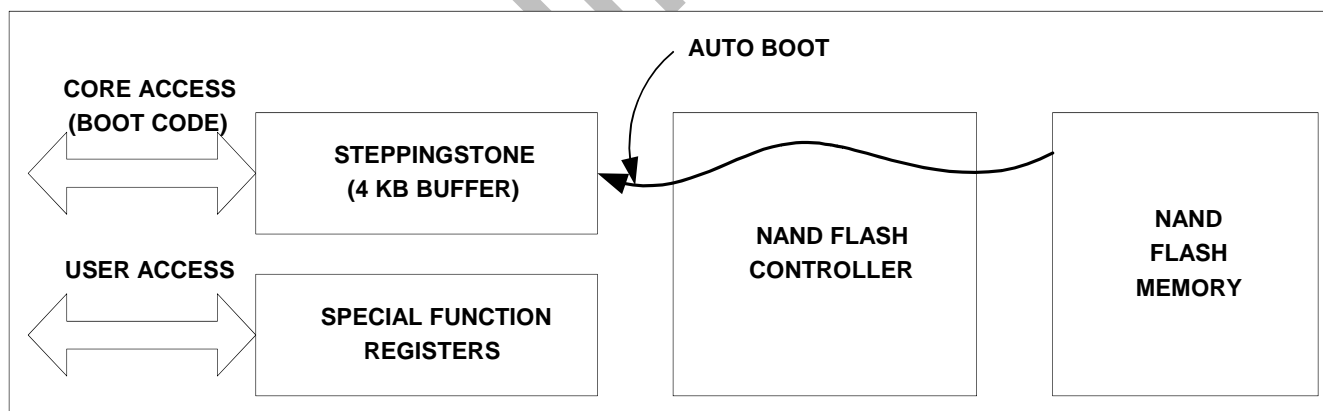 AUTO BOOT
CORE ACCESS
(BOOT CODE)
STEPPINGSTONE
(4 KB BUFFER)
USER ACCESS
SPECIAL FUNCTION
REGISTERS
NAND FLASH
CONTROLLER
NAND
FLASH
MEMORY